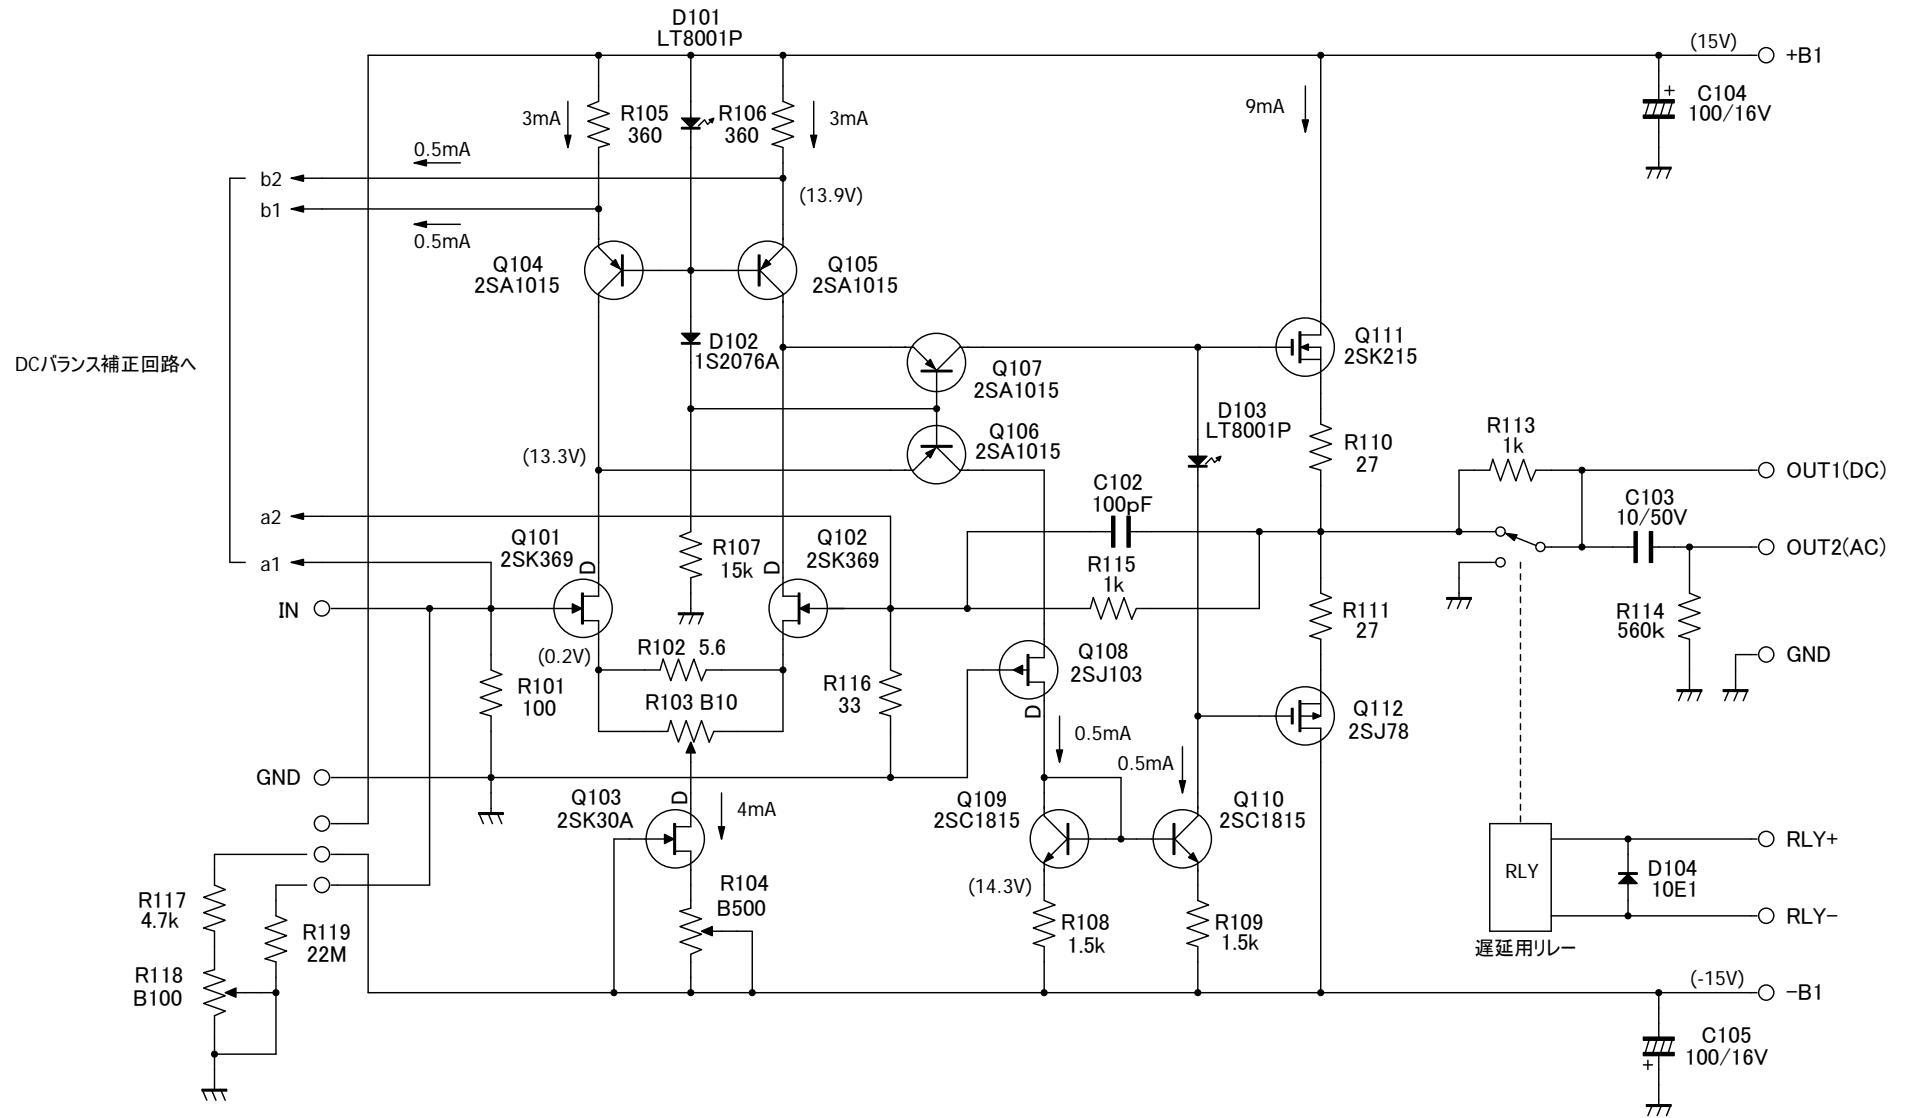 D101
LT8001P
(15V)
+B1
3mA
R105
360
R106
360
3mA
9mA
C104
100/16V
+
0.5mA
b2
(13.9V)
b1
0.5mA
Q104
2SA1015
Q105
2SA1015
D102
1S2076A
Q111
2SK215
DCバランス補正回路へ
Q107
2SA1015
D103
LT8001P
Q106
2SA1015
(13.3V)
R110
27
R113
1k
OUT1(DC)
C102
100pF
C103
10/50V
a2
Q101
2SK369
D
R107
15k
Q102
2SK369
D
OUT2(AC)
a1
R115
1k
IN
R111
27
R114
560k
(0.2V)
R102 5.6
Q108
2SJ103
D
GND
R101
100
R103 B10
R116
33
Q112
2SJ78
0.5mA
0.5mA
GND
Q103
2SK30A
D
4mA
Q109
2SC1815
Q110
2SC1815
RLY+
RLY
D104
10E1
R117
4.7k
R104
B500
(14.3V)
RLY−
R119
22M
R108
1.5k
R109
1.5k
遅延用リレー
R118
B100
(-15V)
−B1
C105
100/16V
+